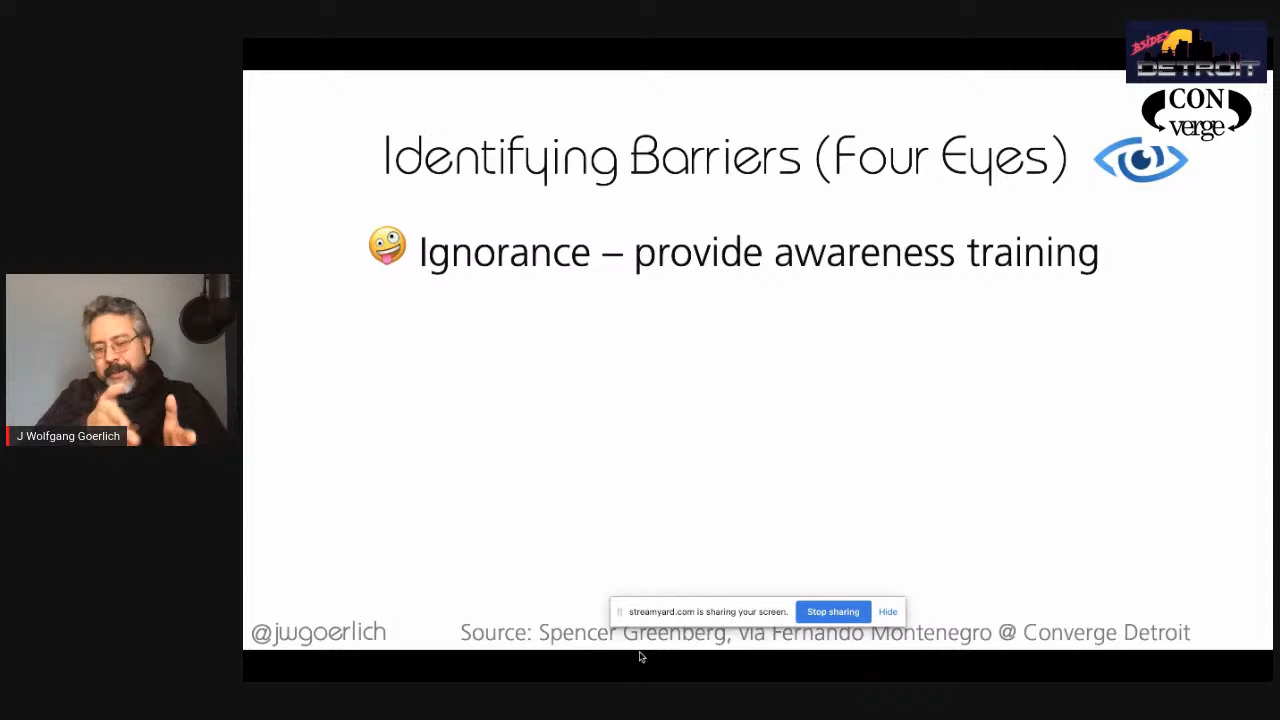 BSIDES
DETROIT
CON
verge
Identifying Barriers (Four Eyes)
Ignorance – provide awareness training
J Wolfgang Goerlich
streamyard.com is sharing your screen.
Stop sharing
Hide
@jwgoerlich
Source: Spencer Greenberg, via Fernando Montenegro @ Converge Detroit